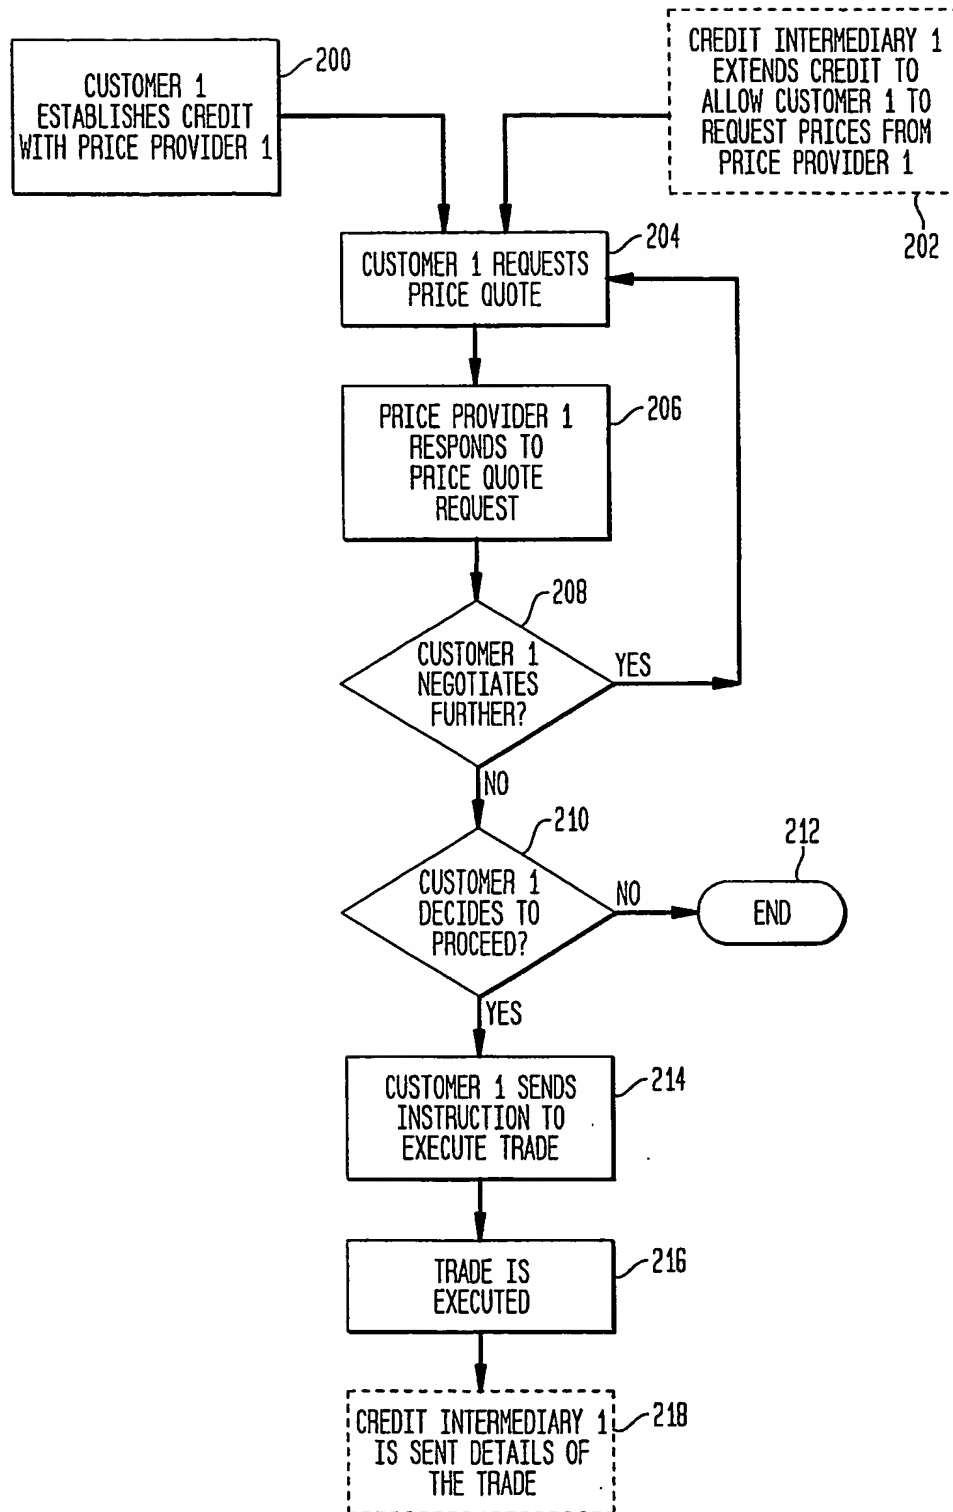 CUSTOMER 1
ESTABLISHES CREDIT
WITH PRICE PROVIDER 1
200
CREDIT INTERMEDIARY 1
EXTENDS CREDIT TO
ALLOW CUSTOMER 1 TO
REQUEST PRICES FROM
PRICE PROVIDER 1
202
CUSTOMER 1 REQUESTS
PRICE QUOTE
204
PRICE PROVIDER 1
RESPONDS TO
PRICE QUOTE
REQUEST
206
CUSTOMER 1
NEGOTIATES
FURTHER?
208
YES
NO
CUSTOMER 1
DECIDES TO
PROCEED?
210
NO
END
212
YES
CUSTOMER 1 SENDS
INSTRUCTION TO
EXECUTE TRADE
214
TRADE IS
EXECUTED
216
CREDIT INTERMEDIARY 1
IS SENT DETAILS OF
THE TRADE
218